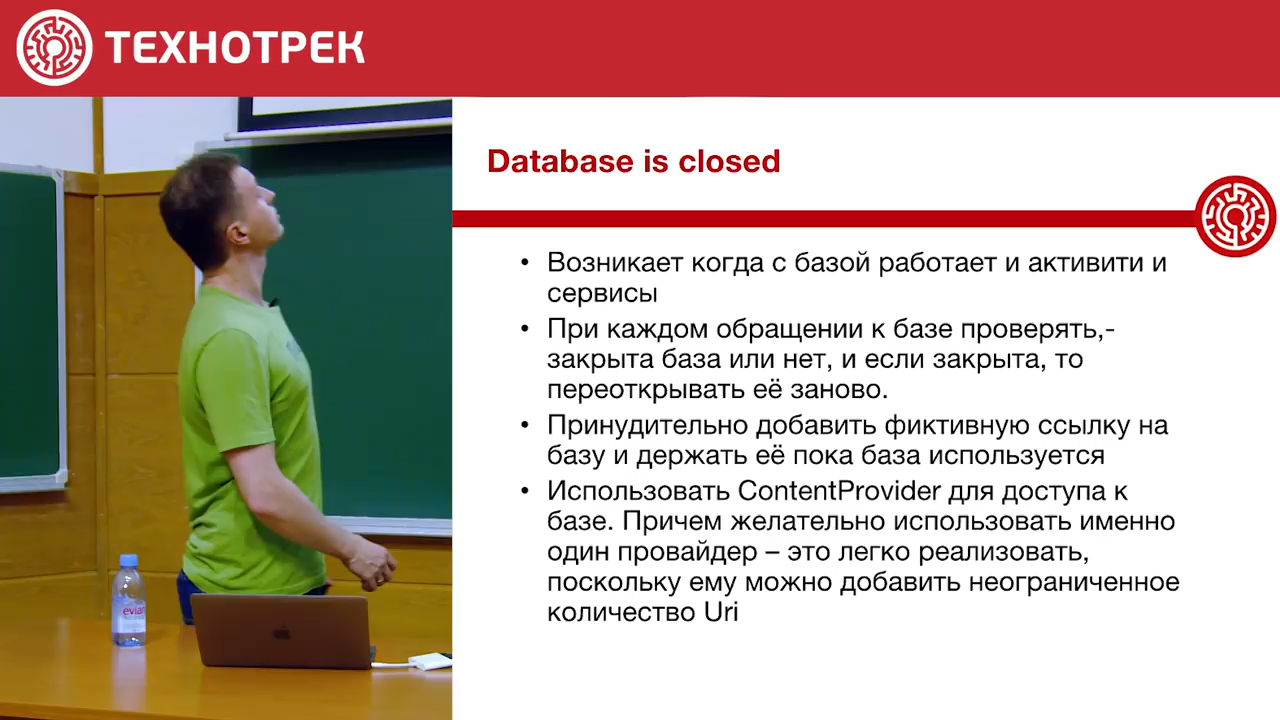 ТЕХНОТРЕК
Database is closed
• Возникает когда с базой работает и активити и
сервисы
• При каждом обращении к базе проверять,-
закрыта база или нет, и если закрыта, то
переоткрывать её заново.
• Принудительно добавить фиктивную ссылку на
базу и держать её пока база используется
• Использовать ContentProvider для доступа к
базе. Причем желательно использовать именно
один провайдер – это легко реализовать,
поскольку ему можно добавить неограниченное
количество Uri
evian